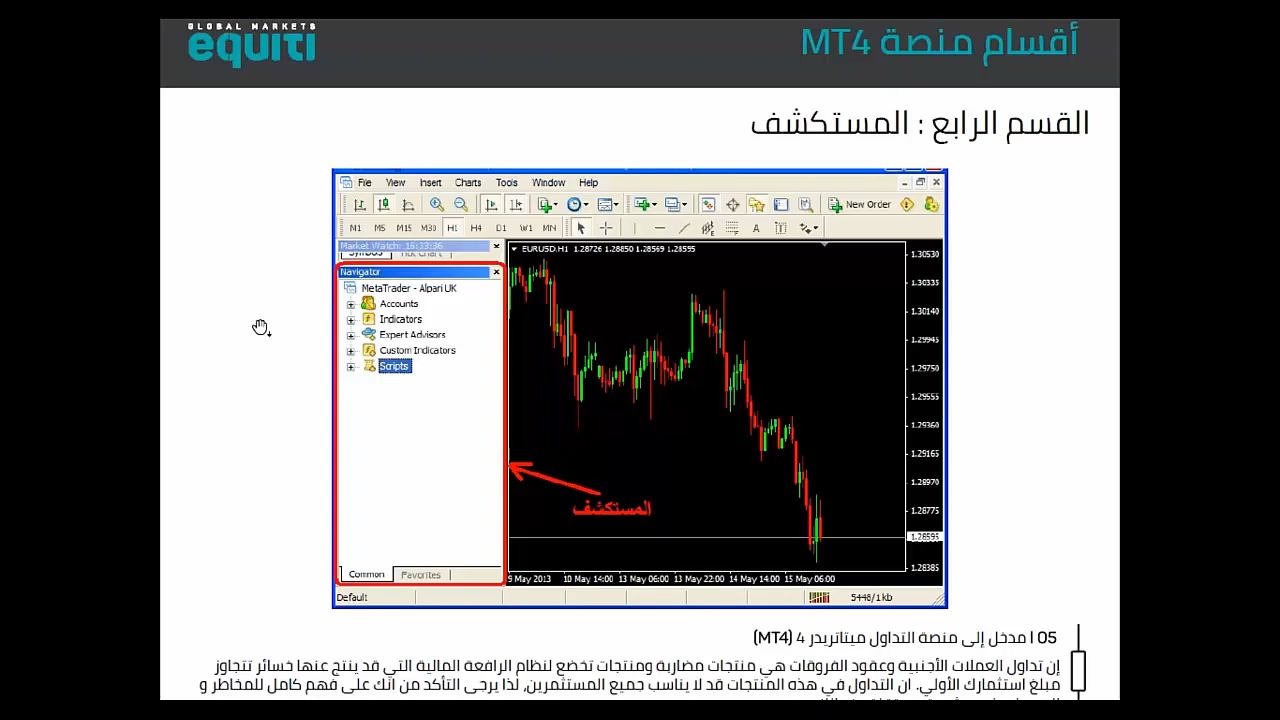 GLOBAL MARKETS
equiti
أقسام منصة MT4
القسم الرابع : المستكشف
File View Insert Charts Tools Window Help
New Order
M1 M5 M15 M30 H1 H4 D1 W1 MN
A T
Market Watch: 15:33:36
Symbols Tick Chart
EURUSD,H1 1.28726 1.28850 1.28569 1.28595
Navigator
MetaTrader - Alpari UK
Accounts
Indicators
Expert Advisors
Custom Indicators
Scripts
1.30530
1.30335
1.30140
1.29945
1.29750
1.29555
1.29360
1.29165
1.28970
1.28775
1.28595
1.28385
المستكشف
Common Favorites
9 May 2013 10 May 14:00 13 May 06:00 13 May 22:00 14 May 14:00 15 May 06:00
Default
5448/1 kb
05 | مدخل إلى منصة التداول ميتاتريدر 4 (MT4)
إن تداول العملات الأجنبية وعقود الفروقات هي منتجات مضاربة ومنتجات تخضع لنظام الرافعة المالية التي قد ينتج عنها خسائر تتجاوز
مبلغ استثمارك الأولي. ان التداول في هذه المنتجات قد لا يناسب جميع المستثمرين، لذا يرجى التأكد من انك على فهم كامل للمخاطر و